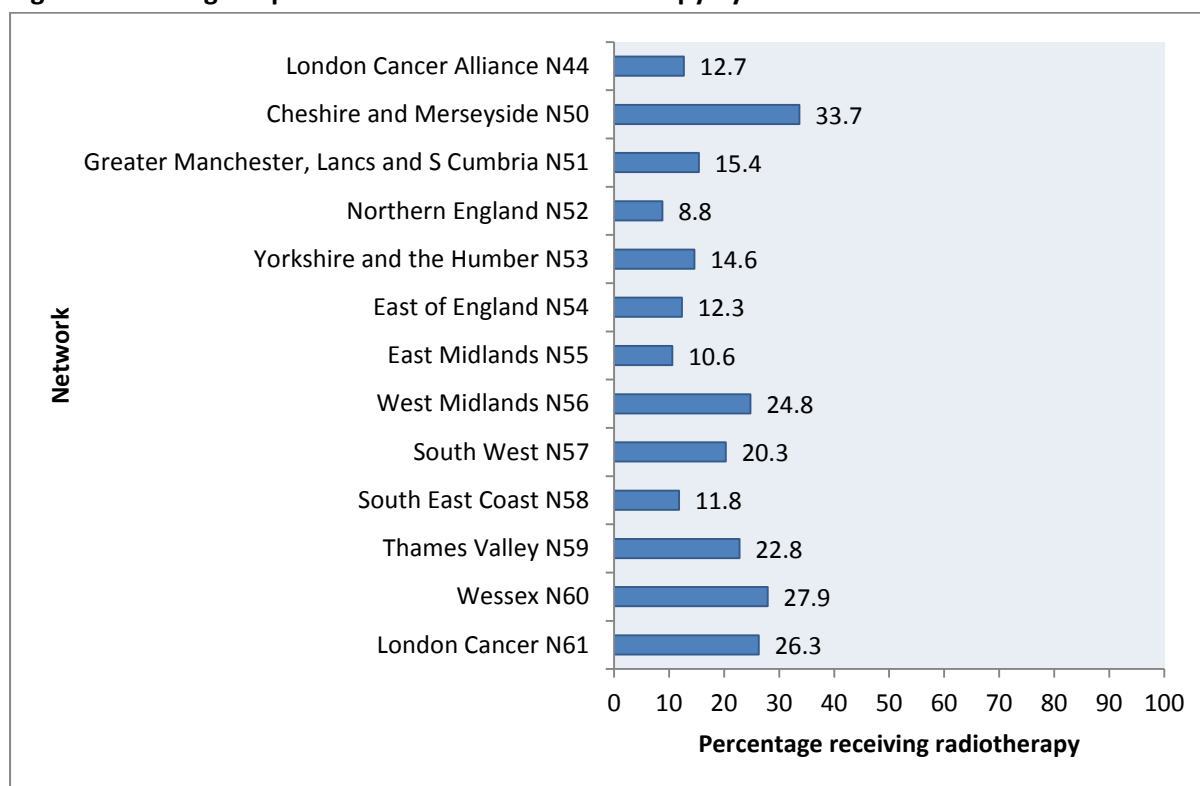 London Cancer Alliance N44 12.7
Cheshire and Merseyside N50 33.7
Greater Manchester, Lancs and S Cumbria N51 15.4
Northern England N52 8.8
Yorkshire and the Humber N53 14.6
East of England N54 12.3
East Midlands N55 10.6
West Midlands N56 24.8
South West N57 20.3
South East Coast N58 11.8
Thames Valley N59 22.8
Wessex N60 27.9
London Cancer N61 26.3
Network
0 10 20 30 40 50 60 70 80 90 100
Percentage receiving radiotherapy